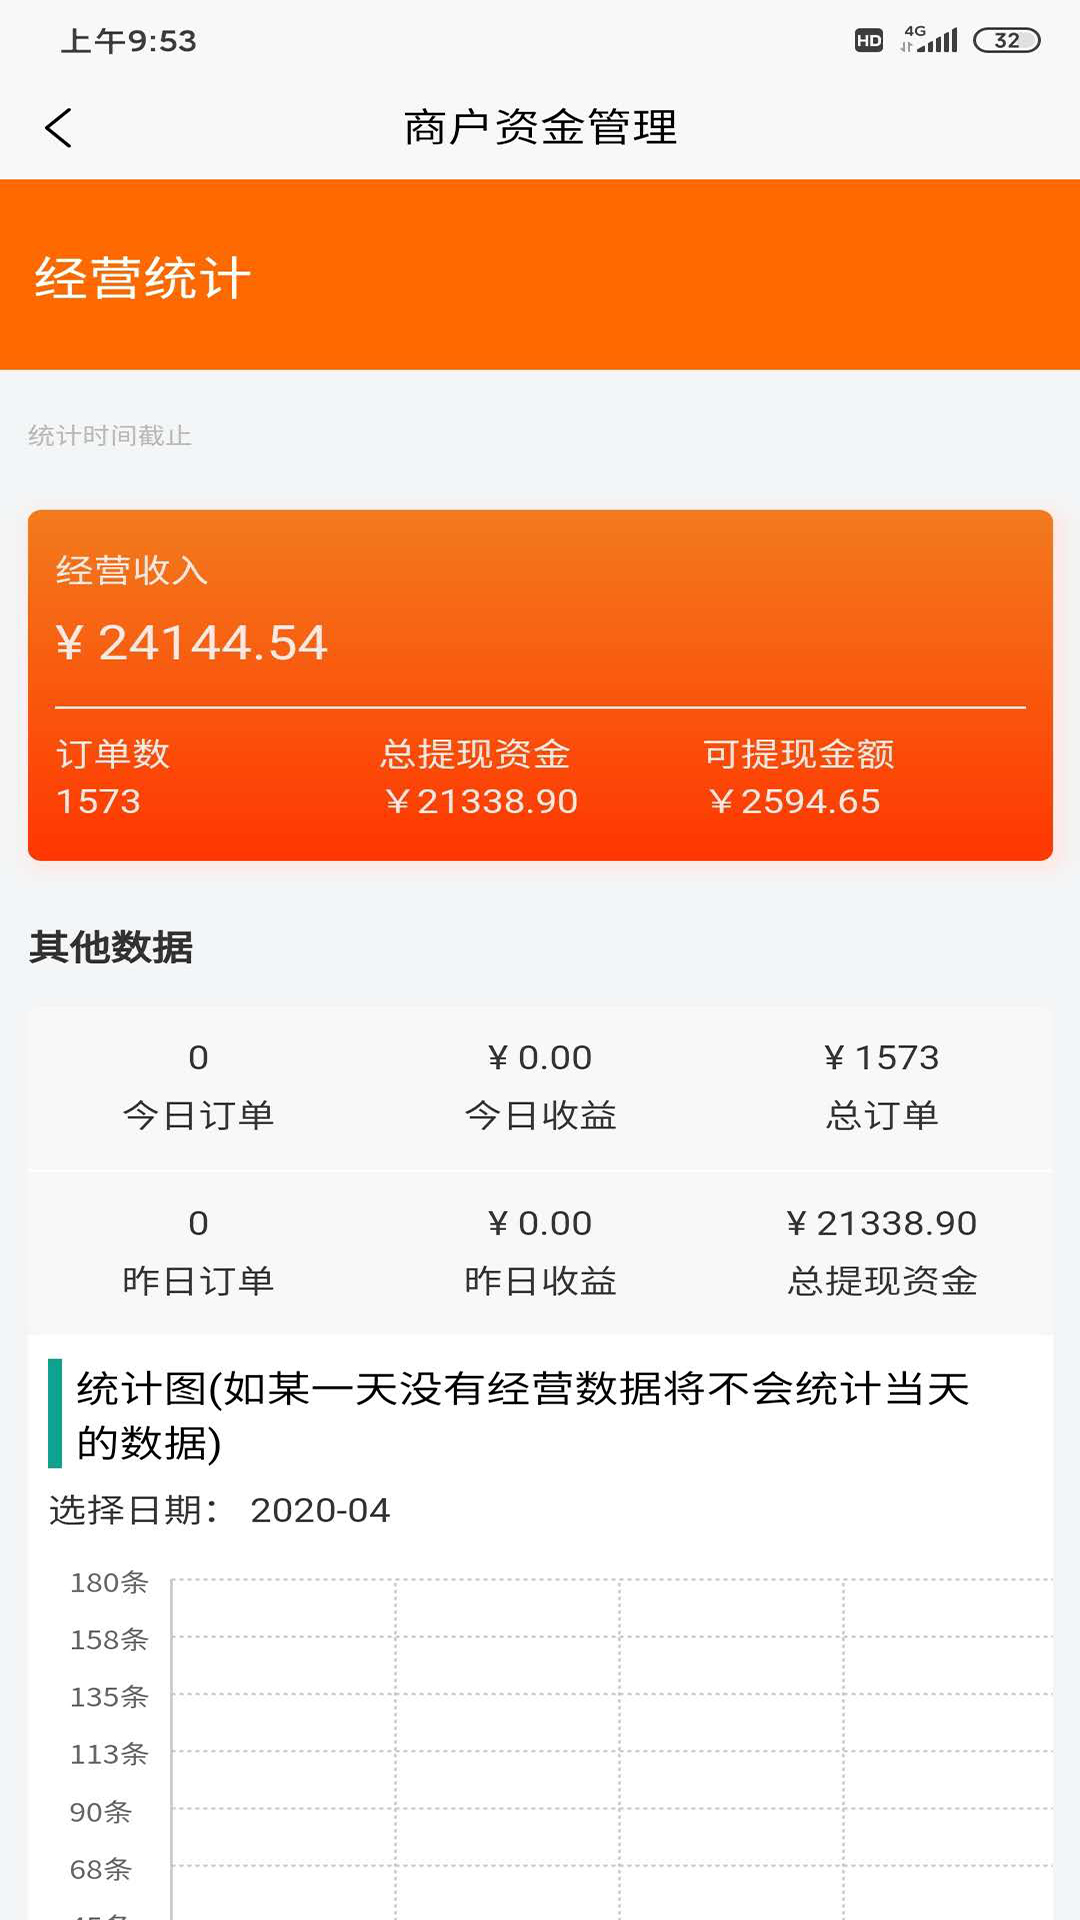 上午9:53
HD 4G 32
商户资金管理
经营统计
统计时间截止
经营收入
¥ 24144.54
订单数 总提现资金 可提现金额
1573 ¥21338.90 ¥2594.65
其他数据
0 ¥ 0.00 ¥ 1573
今日订单 今日收益 总订单
0 ¥ 0.00 ¥ 21338.90
昨日订单 昨日收益 总提现资金
统计图(如某一天没有经营数据将不会统计当天
的数据)
选择日期： 2020-04
180条
158条
135条
113条
90条
68条